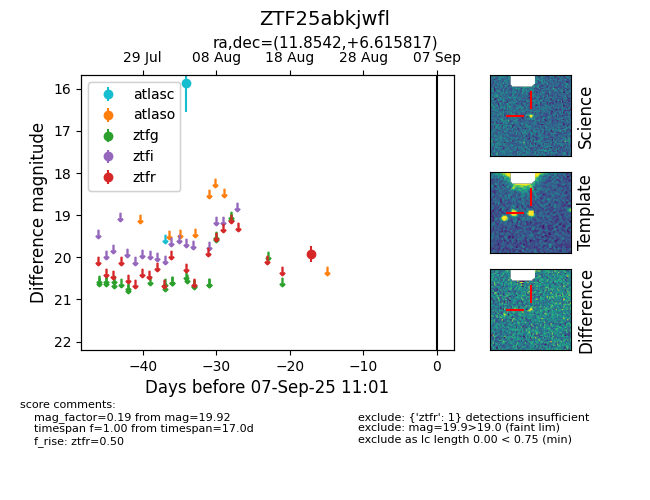 ZTF25abkjwfl
ra,dec=(11.8542,+6.615817)
29 Jul 08 Aug 18 Aug 28 Aug 07 Sep
atlasc
atlaso
ztfg
ztfi
ztfr
16
17
18
19
20
21
22
Difference magnitude
−40 −30 −20 −10 0
Days before 07-Sep-25 11:01
Science
Template
Difference
score comments:
mag_factor=0.19 from mag=19.92
timespan f=1.00 from timespan=17.0d
f_rise: ztfr=0.50
exclude: {'ztfr': 1} detections insufficient
exclude: mag=19.9>19.0 (faint lim)
exclude as lc length 0.00 < 0.75 (min)